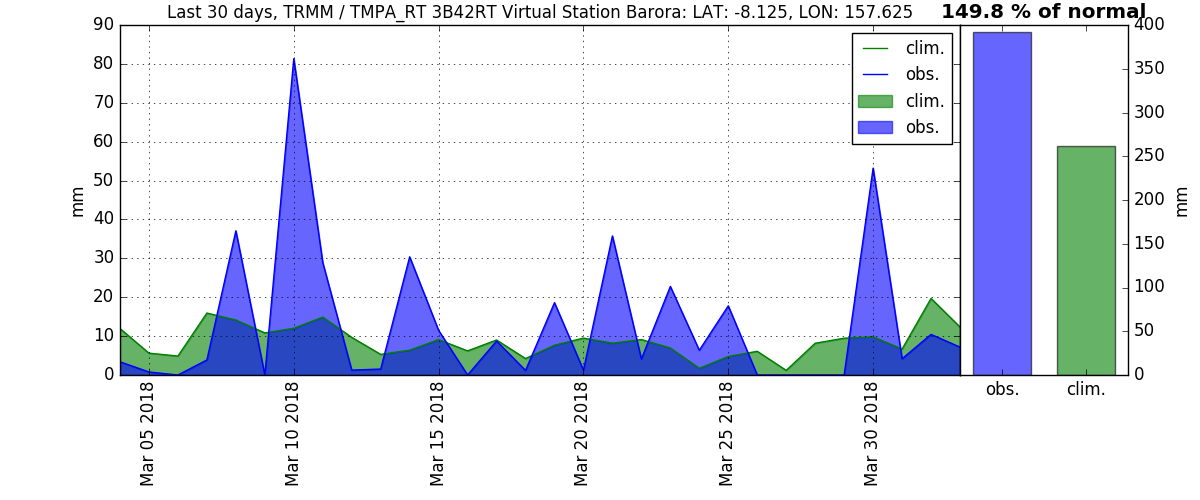 Last 30 days, TRMM / TMPA_RT 3B42RT Virtual Station Barora: LAT: -8.125, LON: 157.625
149.8 % of normal
90
80
70
60
50
40
30
20
10
0
mm
clim.
obs.
clim.
obs.
Mar 05 2018
Mar 10 2018
Mar 15 2018
Mar 20 2018
Mar 25 2018
Mar 30 2018
400
350
300
250
200
150
100
50
0
mm
obs.
clim.